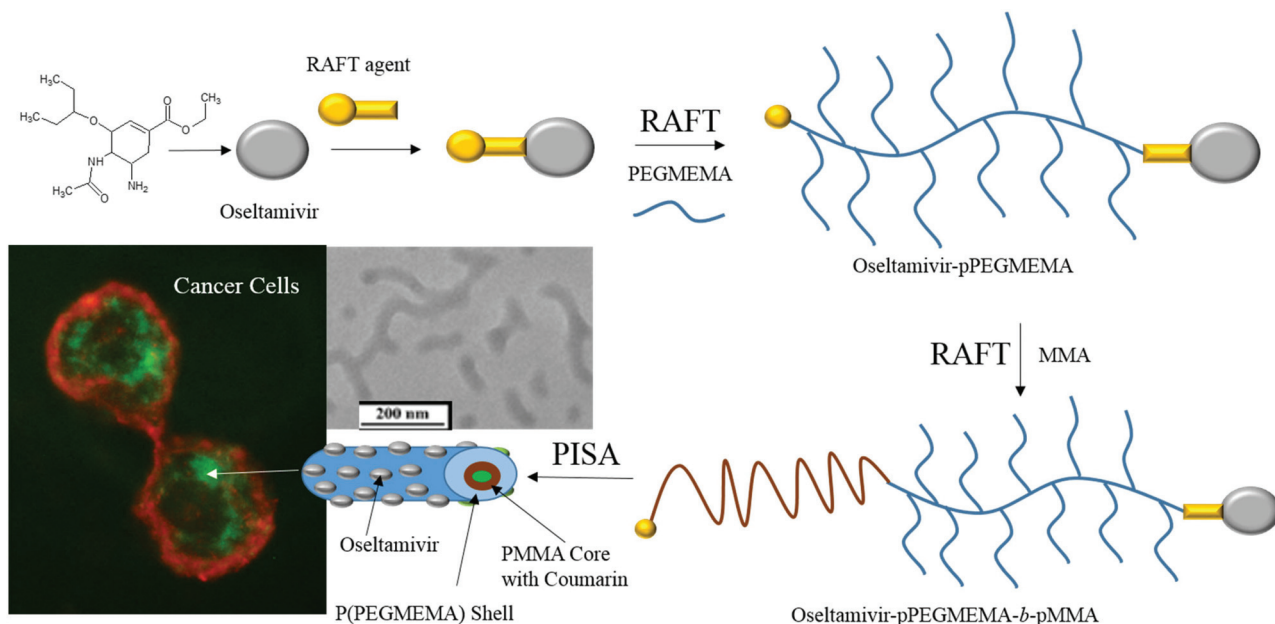 RAFT agent
H₃C
CH₃
H₃C
O
O
O
CH₃
HN
NH₂
H₃C
O
Oseltamivir
RAFT
PEGMEMA
Oseltamivir-pPEGMEMA
Cancer Cells
200 nm
RAFT
MMA
PISA
Oseltamivir
PMMA Core
with Coumarin
P(PEGMEMA) Shell
Oseltamivir-pPEGMEMA-b-pMMA